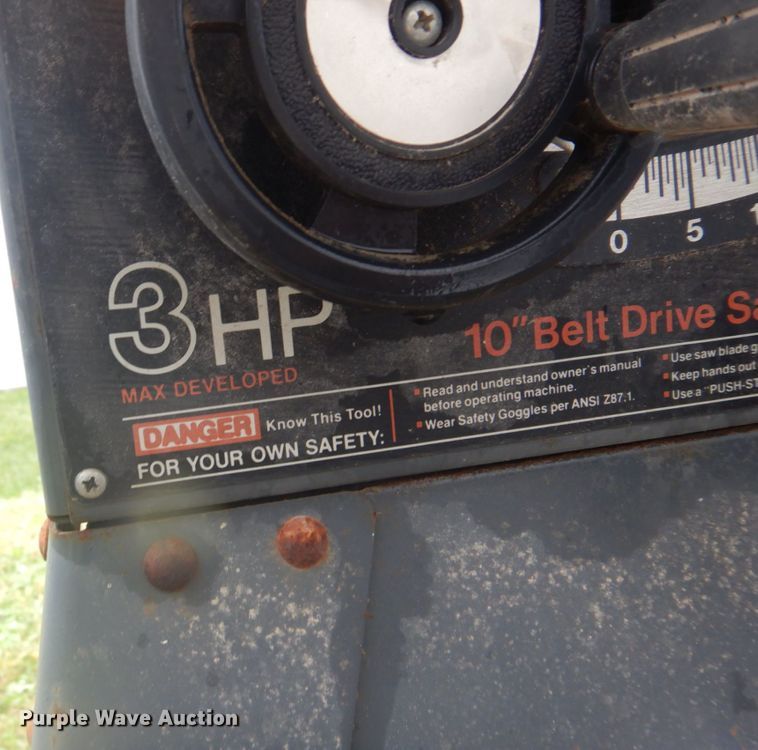 0 5
3 HP
MAX DEVELOPED
10" Belt Drive
DANGER Know This Tool!
FOR YOUR OWN SAFETY:
▪ Read and understand owner's manual
before operating machine.
▪ Wear Safety Goggles per ANSI Z87.1.
▪ Use saw blade
▪ Keep hands out
▪ Use a "PUSH-ST
Purple Wave Auction